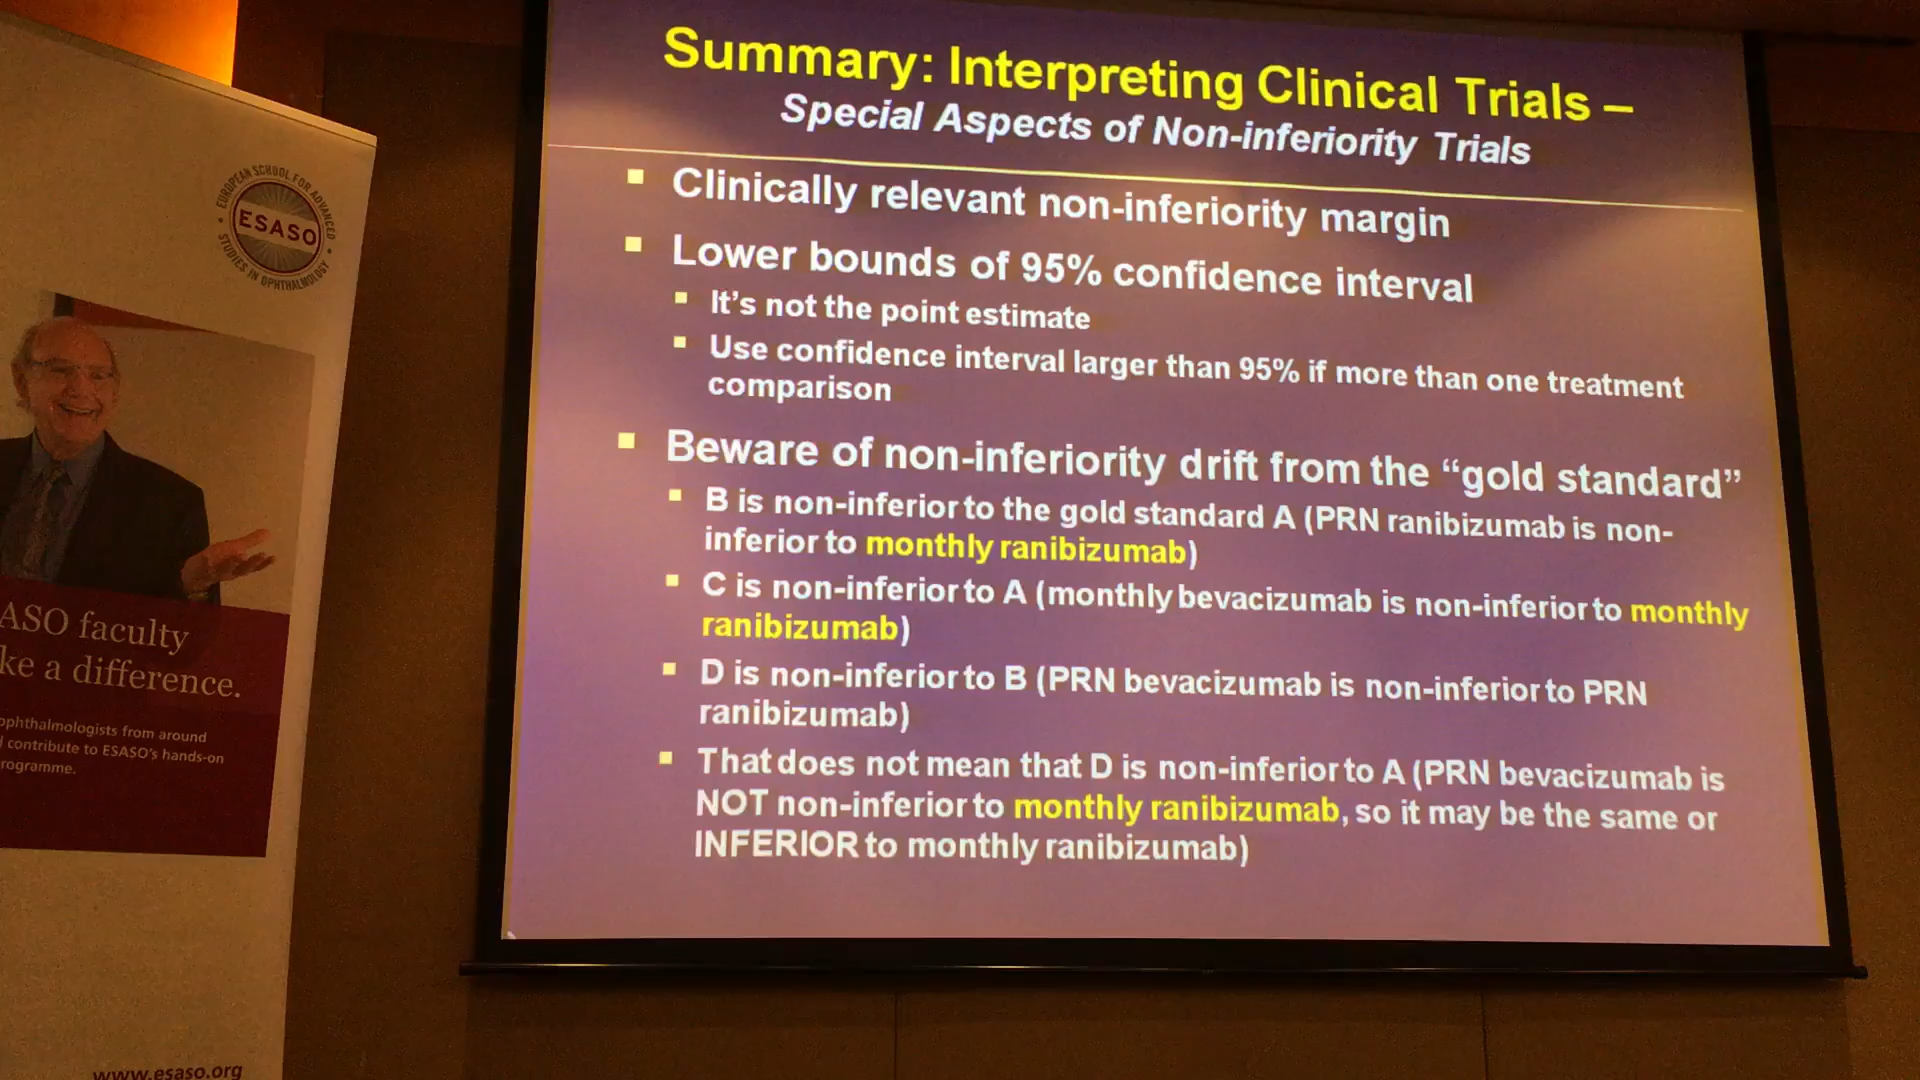 Summary: Interpreting Clinical Trials –
Special Aspects of Non-inferiority Trials
Clinically relevant non-inferiority margin
Lower bounds of 95% confidence interval
It's not the point estimate
Use confidence interval larger than 95% if more than one treatment
comparison
Beware of non-inferiority drift from the “gold standard”
B is non-inferior to the gold standard A (PRN ranibizumab is non-
inferior to monthly ranibizumab)
C is non-inferior to A (monthly bevacizumab is non-inferior to monthly
ranibizumab)
D is non-inferior to B (PRN bevacizumab is non-inferior to PRN
ranibizumab)
That does not mean that D is non-inferior to A (PRN bevacizumab is
NOT non-inferior to monthly ranibizumab, so it may be the same or
INFERIOR to monthly ranibizumab)
EUROPEAN SCHOOL FOR ADVANCED
ESASO
STUDIES IN OPHTHALMOLOGY
ASO faculty
ke a difference.
ophthalmologists from around
contribute to ESASO's hands-on
rogramme.
www.esaso.org